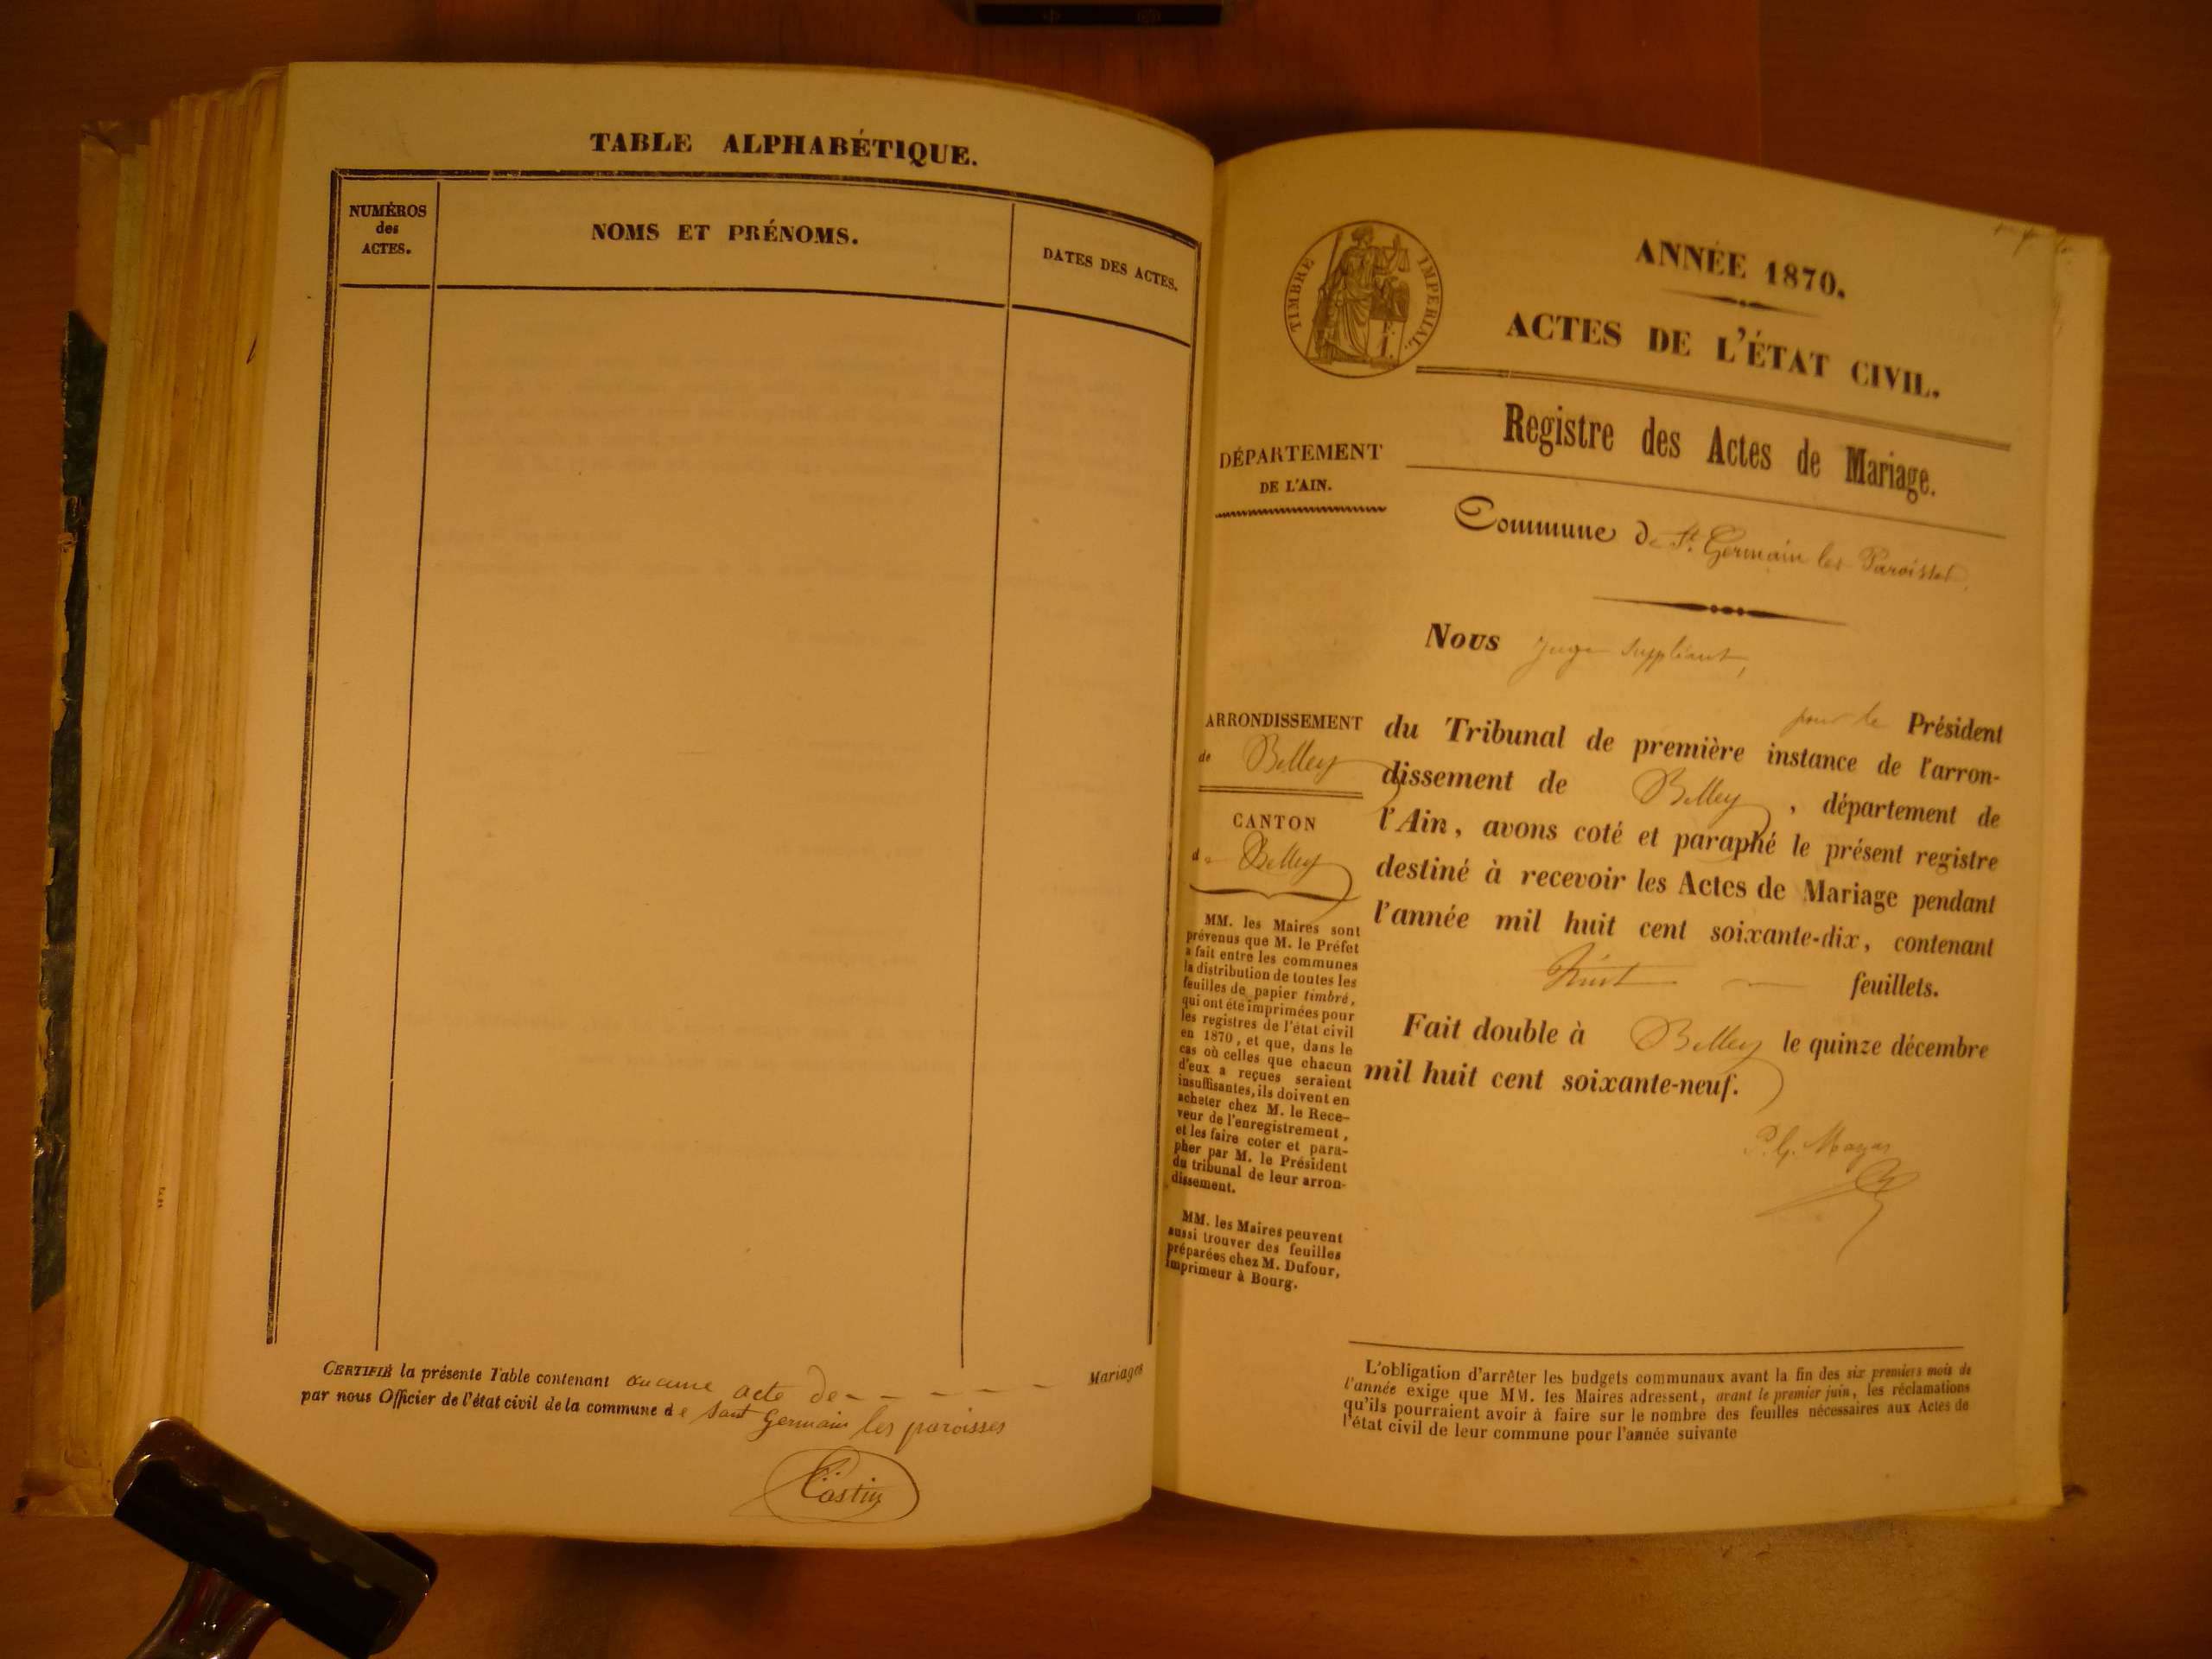 TABLE ALPHABÉTIQUE.
NUMÉROS
des
ACTES.
NOMS ET PRÉNOMS.
DATES DES ACTES.
CERTIFIÉ la présente Table contenant aucune acte de - - - - - Mariages
par nous Officier de l'état civil de la commune de Saint Germain les paroisses
TIMBRE IMPÉRIAL.
ANNÉE 1870.
ACTES DE L'ÉTAT CIVIL.
Registre des Actes de Mariage.
DÉPARTEMENT
DE L'AIN.
Commune de St. Germain les Paroisses
Nous Juge Suppléant,
pour le Président
ARRONDISSEMENT
de Belley
CANTON
de Belley
du Tribunal de première instance de l'arron-
dissement de Belley, département de
l'Ain, avons coté et paraphé le présent registre
destiné à recevoir les Actes de Mariage pendant
l'année mil huit cent soixante-dix, contenant
huit feuillets.
Fait double à Belley le quinze décembre
mil huit cent soixante-neuf.
MM. les Maires sont
prévenus que M. le Préfet
a fait entre les communes
la distribution de toutes les
feuilles de papier timbré,
qui ont été imprimées pour
les registres de l'état civil
en 1870, et que, dans le
cas où celles que chacun
d'eux a reçues seraient
insuffisantes, ils doivent en
acheter chez M. le Rece-
veur de l'enregistrement,
et les faire coter et para-
pher par M. le Président
du tribunal de leur arron-
dissement.
MM. les Maires peuvent
aussi trouver des feuilles
préparées chez M. Dufour,
Imprimeur à Bourg.
L'obligation d'arrêter les budgets communaux avant la fin des six premiers mois de
l'année exige que MM. les Maires adressent, avant le premier juin, les réclamations
qu'ils pourraient avoir à faire sur le nombre des feuilles nécessaires aux Actes de
l'état civil de leur commune pour l'année suivante